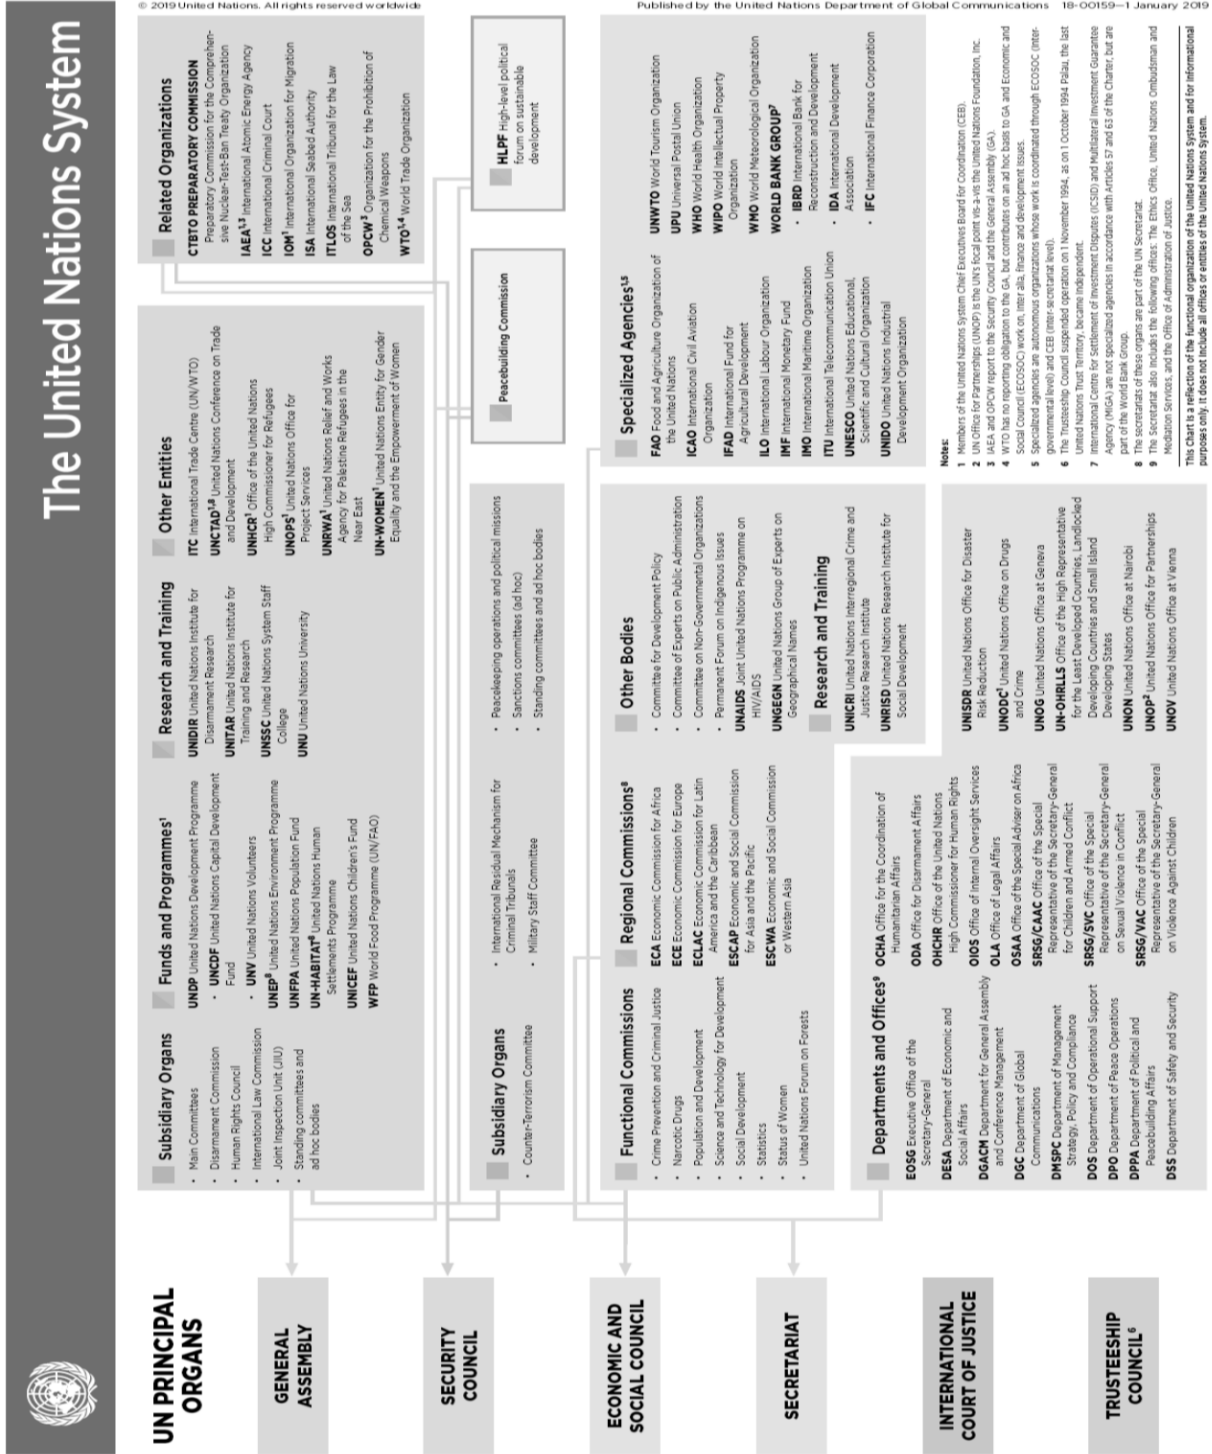 © 2019 United Nations. All rights reserved worldwide
Published by the United Nations Department of Global Communications 18-00159—1 January 2019
The United Nations System
UN PRINCIPAL
ORGANS
GENERAL
ASSEMBLY
SECURITY
COUNCIL
ECONOMIC AND
SOCIAL COUNCIL
SECRETARIAT
INTERNATIONAL
COURT OF JUSTICE
TRUSTEESHIP
COUNCIL⁶
Subsidiary Organs
• Main Committees
• Disarmament Commission
• Human Rights Council
• International Law Commission
• Joint Inspection Unit (JIU)
• Standing committees and
ad hoc bodies
Funds and Programmes¹
UNDP United Nations Development Programme
• UNCDF United Nations Capital Development
Fund
• UNV United Nations Volunteers
UNEP⁸ United Nations Environment Programme
UNFPA United Nations Population Fund
UN-HABITAT⁸ United Nations Human
Settlements Programme
UNICEF United Nations Children's Fund
WFP World Food Programme (UN/FAO)
Research and Training
UNIDIR United Nations Institute for
Disarmament Research
UNITAR United Nations Institute for
Training and Research
UNSSC United Nations System Staff
College
UNU United Nations University
Other Entities
ITC International Trade Centre (UN/WTO)
UNCTAD¹,⁸ United Nations Conference on Trade
and Development
UNHCR¹ Office of the United Nations
High Commissioner for Refugees
UNOPS¹ United Nations Office for
Project Services
UNRWA¹ United Nations Relief and Works
Agency for Palestine Refugees in the
Near East
UN-WOMEN¹ United Nations Entity for Gender
Equality and the Empowerment of Women
Related Organizations
CTBTO PREPARATORY COMMISSION
Preparatory Commission for the Comprehen-
sive Nuclear-Test-Ban Treaty Organization
IAEA¹,³ International Atomic Energy Agency
ICC International Criminal Court
IOM¹ International Organization for Migration
ISA International Seabed Authority
ITLOS International Tribunal for the Law
of the Sea
OPCW³ Organization for the Prohibition of
Chemical Weapons
WTO¹,⁴ World Trade Organization
Subsidiary Organs
• Counter-Terrorism Committee
• International Residual Mechanism for
Criminal Tribunals
• Military Staff Committee
• Peacekeeping operations and political missions
• Sanctions committees (ad hoc)
• Standing committees and ad hoc bodies
Peacebuilding Commission
HLPF High-level political
forum on sustainable
development
Functional Commissions
• Crime Prevention and Criminal Justice
• Narcotic Drugs
• Population and Development
• Science and Technology for Development
• Social Development
• Statistics
• Status of Women
• United Nations Forum on Forests
Regional Commissions⁸
ECA Economic Commission for Africa
ECE Economic Commission for Europe
ECLAC Economic Commission for Latin
America and the Caribbean
ESCAP Economic and Social Commission
for Asia and the Pacific
ESCWA Economic and Social Commission
for Western Asia
Other Bodies
• Committee for Development Policy
• Committee of Experts on Public Administration
• Committee on Non-Governmental Organizations
• Permanent Forum on Indigenous Issues
UNAIDS Joint United Nations Programme on
HIV/AIDS
UNGEGN United Nations Group of Experts on
Geographical Names
Research and Training
UNICRI United Nations Interregional Crime and
Justice Research Institute
UNRISD United Nations Research Institute for
Social Development
Specialized Agencies¹,⁵
FAO Food and Agriculture Organization of
the United Nations
ICAO International Civil Aviation
Organization
IFAD International Fund for
Agricultural Development
ILO International Labour Organization
IMF International Monetary Fund
IMO International Maritime Organization
ITU International Telecommunication Union
UNESCO United Nations Educational,
Scientific and Cultural Organization
UNIDO United Nations Industrial
Development Organization
UNWTO World Tourism Organization
UPU Universal Postal Union
WHO World Health Organization
WIPO World Intellectual Property
Organization
WMO World Meteorological Organization
WORLD BANK GROUP⁷
• IBRD International Bank for
Reconstruction and Development
• IDA International Development
Association
• IFC International Finance Corporation
Departments and Offices⁹
EOSG Executive Office of the
Secretary-General
DESA Department of Economic and
Social Affairs
DGACM Department for General Assembly
and Conference Management
DGC Department of Global
Communications
DMSPC Department of Management
Strategy, Policy and Compliance
DOS Department of Operational Support
DPO Department of Peace Operations
DPPA Department of Political and
Peacebuilding Affairs
DSS Department of Safety and Security
OCHA Office for the Coordination of
Humanitarian Affairs
ODA Office for Disarmament Affairs
OHCHR Office of the United Nations
High Commissioner for Human Rights
OIOS Office of Internal Oversight Services
OLA Office of Legal Affairs
OSAA Office of the Special Adviser on Africa
SRSG/CAAC Office of the Special
Representative of the Secretary-General
for Children and Armed Conflict
SRSG/SVC Office of the Special
Representative of the Secretary-General
on Sexual Violence in Conflict
SRSG/VAC Office of the Special
Representative of the Secretary-General
on Violence Against Children
UNISDR United Nations Office for Disaster
Risk Reduction
UNODC¹ United Nations Office on Drugs
and Crime
UNOG United Nations Office at Geneva
UN-OHRLLS Office of the High Representative
for the Least Developed Countries, Landlocked
Developing Countries and Small Island
Developing States
UNON United Nations Office at Nairobi
UNOP² United Nations Office for Partnerships
UNOV United Nations Office at Vienna
Notes:
1 Members of the United Nations System Chief Executives Board for Coordination (CEB).
2 UN Office for Partnerships (UNOP) is the UN's focal point vis-a-vis the United Nations Foundation, Inc.
3 IAEA and OPCW report to the Security Council and the General Assembly (GA).
4 WTO has no reporting obligation to the GA, but contributes on an ad hoc basis to GA and Economic and
Social Council (ECOSOC) work on, inter alia, finance and development issues.
5 Specialized agencies are autonomous organizations whose work is coordinated through ECOSOC (inter-
governmental level) and CEB (inter-secretariat level).
6 The Trusteeship Council suspended operation on 1 November 1994, as on 1 October 1994 Palau, the last
United Nations Trust Territory, became independent.
7 International Centre for Settlement of Investment Disputes (ICSID) and Multilateral Investment Guarantee
Agency (MIGA) are not specialized agencies in accordance with Articles 57 and 63 of the Charter, but are
part of the World Bank Group.
8 The secretariats of these organs are part of the UN Secretariat.
9 The Secretariat also includes the following offices: The Ethics Office, United Nations Ombudsman and
Mediation Services, and the Office of Administration of Justice.
This Chart is a reflection of the functional organization of the United Nations System and for informational
purposes only. It does not include all offices or entities of the United Nations System.